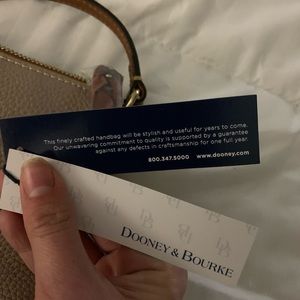 This finely crafted handbag will be stylish and useful for years to come.
Our unwavering commitment to quality is supported by a guarantee
against any defects in craftsmanship for one full year.
800.347.5000 www.dooney.com
DOONEY & BOURKE